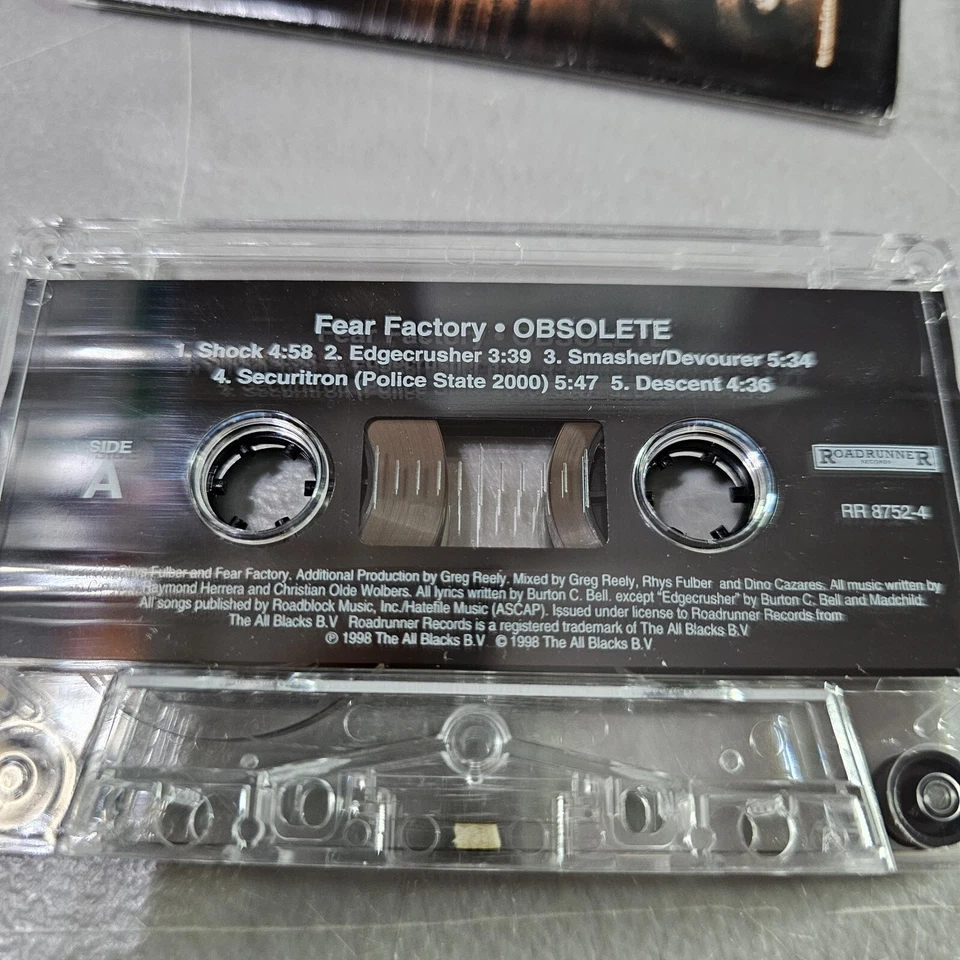 Fear Factory • OBSOLETE
1. Shock 4:58 2. Edgecrusher 3:39 3. Smasher/Devourer 5:34
4. Securitron (Police State 2000) 5:47 5. Descent 4:36
SIDE
A
ROADRUNNER
RECORDS
RR 8752-4
Fulber and Fear Factory. Additional Production by Greg Reely. Mixed by Greg Reely, Rhys Fulber and Dino Cazares. All music written by
Raymond Herrera and Christian Olde Wolbers. All lyrics written by Burton C. Bell. except "Edgecrusher" by Burton C. Bell and Madchild.
All songs published by Roadblock Music, Inc./Hatefile Music (ASCAP). Issued under license to Roadrunner Records from
The All Blacks B.V Roadrunner Records is a registered trademark of The All Blacks B.V
℗ 1998 The All Blacks B.V. © 1998 The All Blacks B.V.